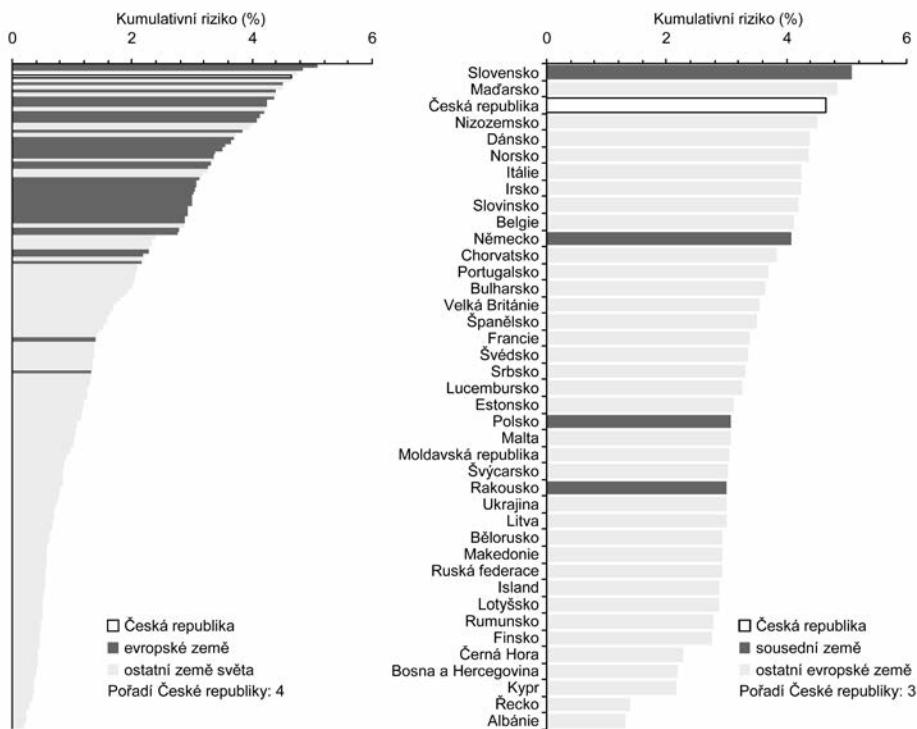 Kumulativní riziko (%)
0 2 4 6
Česká republika
evropské země
ostatní země světa
Pořadí České republiky: 4
Kumulativní riziko (%)
0 2 4 6
Slovensko
Maďarsko
Česká republika
Nizozemsko
Dánsko
Norsko
Itálie
Irsko
Slovinsko
Belgie
Německo
Chorvatsko
Portugalsko
Bulharsko
Velká Británie
Španělsko
Francie
Švédsko
Srbsko
Lucembursko
Estonsko
Polsko
Malta
Moldavská republika
Švýcarsko
Rakousko
Ukrajina
Litva
Bělorusko
Makedonie
Ruská federace
Island
Lotyšsko
Rumunsko
Finsko
Černá Hora
Bosna a Hercegovina
Kypr
Řecko
Albánie
Česká republika
sousední země
ostatní evropské země
Pořadí České republiky: 3